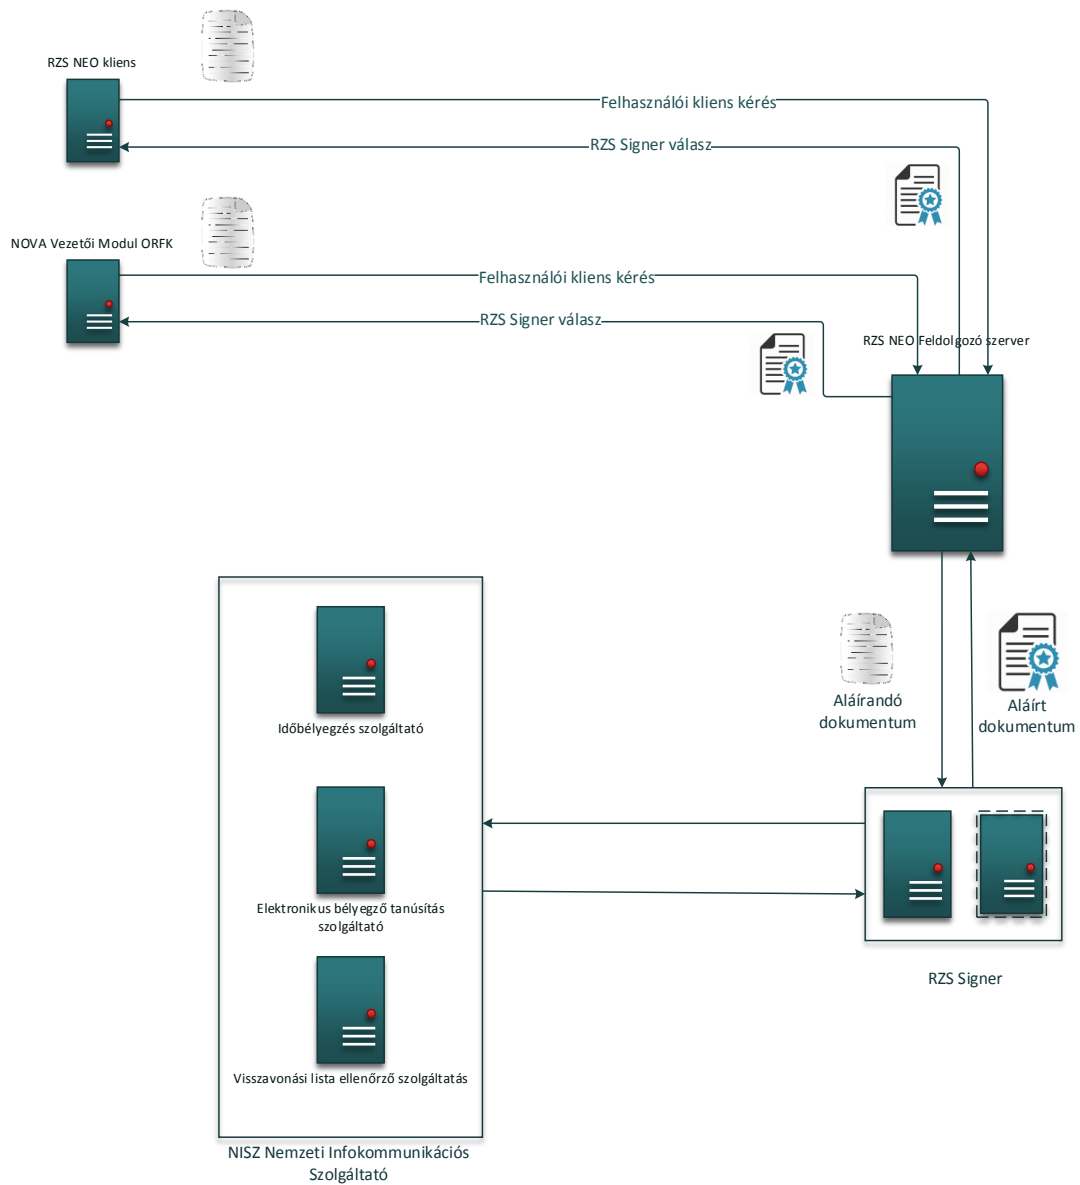 RZS NEO kliens
Felhasználói kliens kérés
RZS Signer válasz
NOVA Vezetői Modul ORFK
Felhasználói kliens kérés
RZS Signer válasz
RZS NEO Feldolgozó szerver
Aláírandó
dokumentum
Aláírt
dokumentum
Időbélyegzés szolgáltató
Elektronikus bélyegző tanúsítás
szolgáltató
RZS Signer
Visszavonási lista ellenőrző szolgáltatás
NISZ Nemzeti Infokommunikációs
Szolgáltató